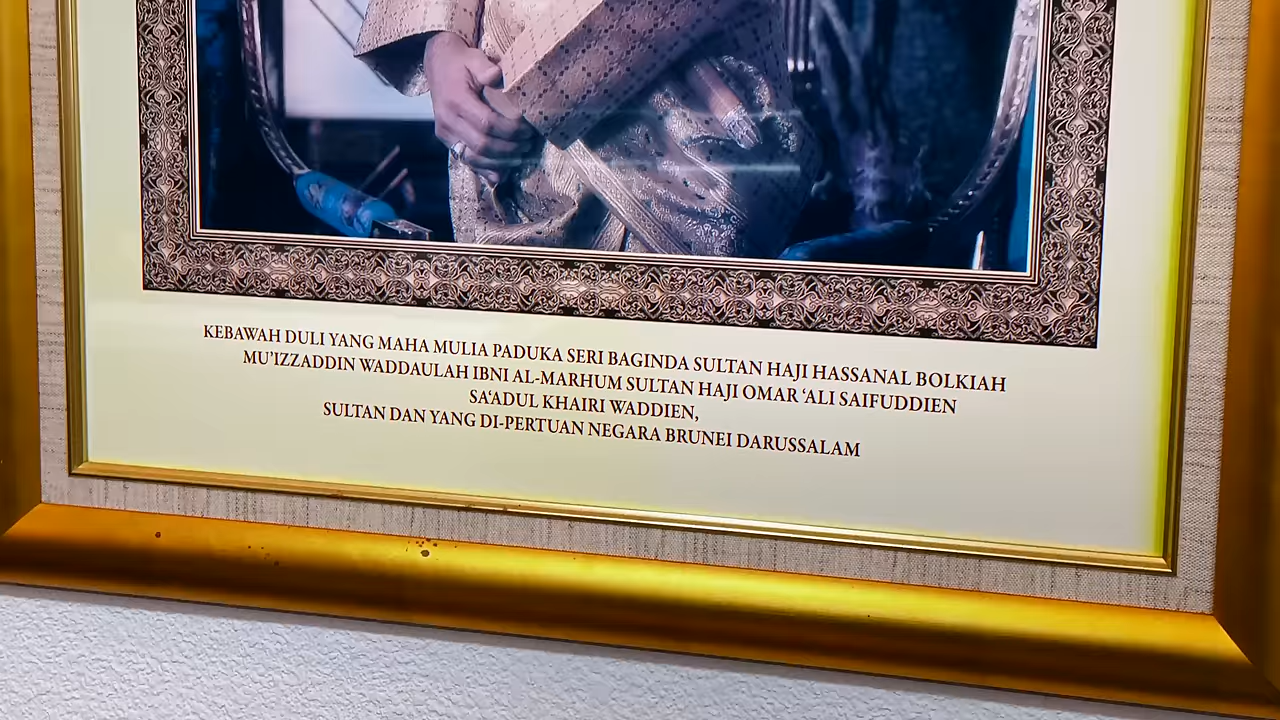 KEBAWAH DULI YANG MAHA MULIA PADUKA SERI BAGINDA SULTAN HAJI HASSANAL BOLKIAH
MU’IZZADDIN WADDAULAH IBNI AL-MARHUM SULTAN HAJI OMAR ‘ALI SAIFUDDIEN
SA‘ADUL KHAIRI WADDIEN,
SULTAN DAN YANG DI-PERTUAN NEGARA BRUNEI DARUSSALAM